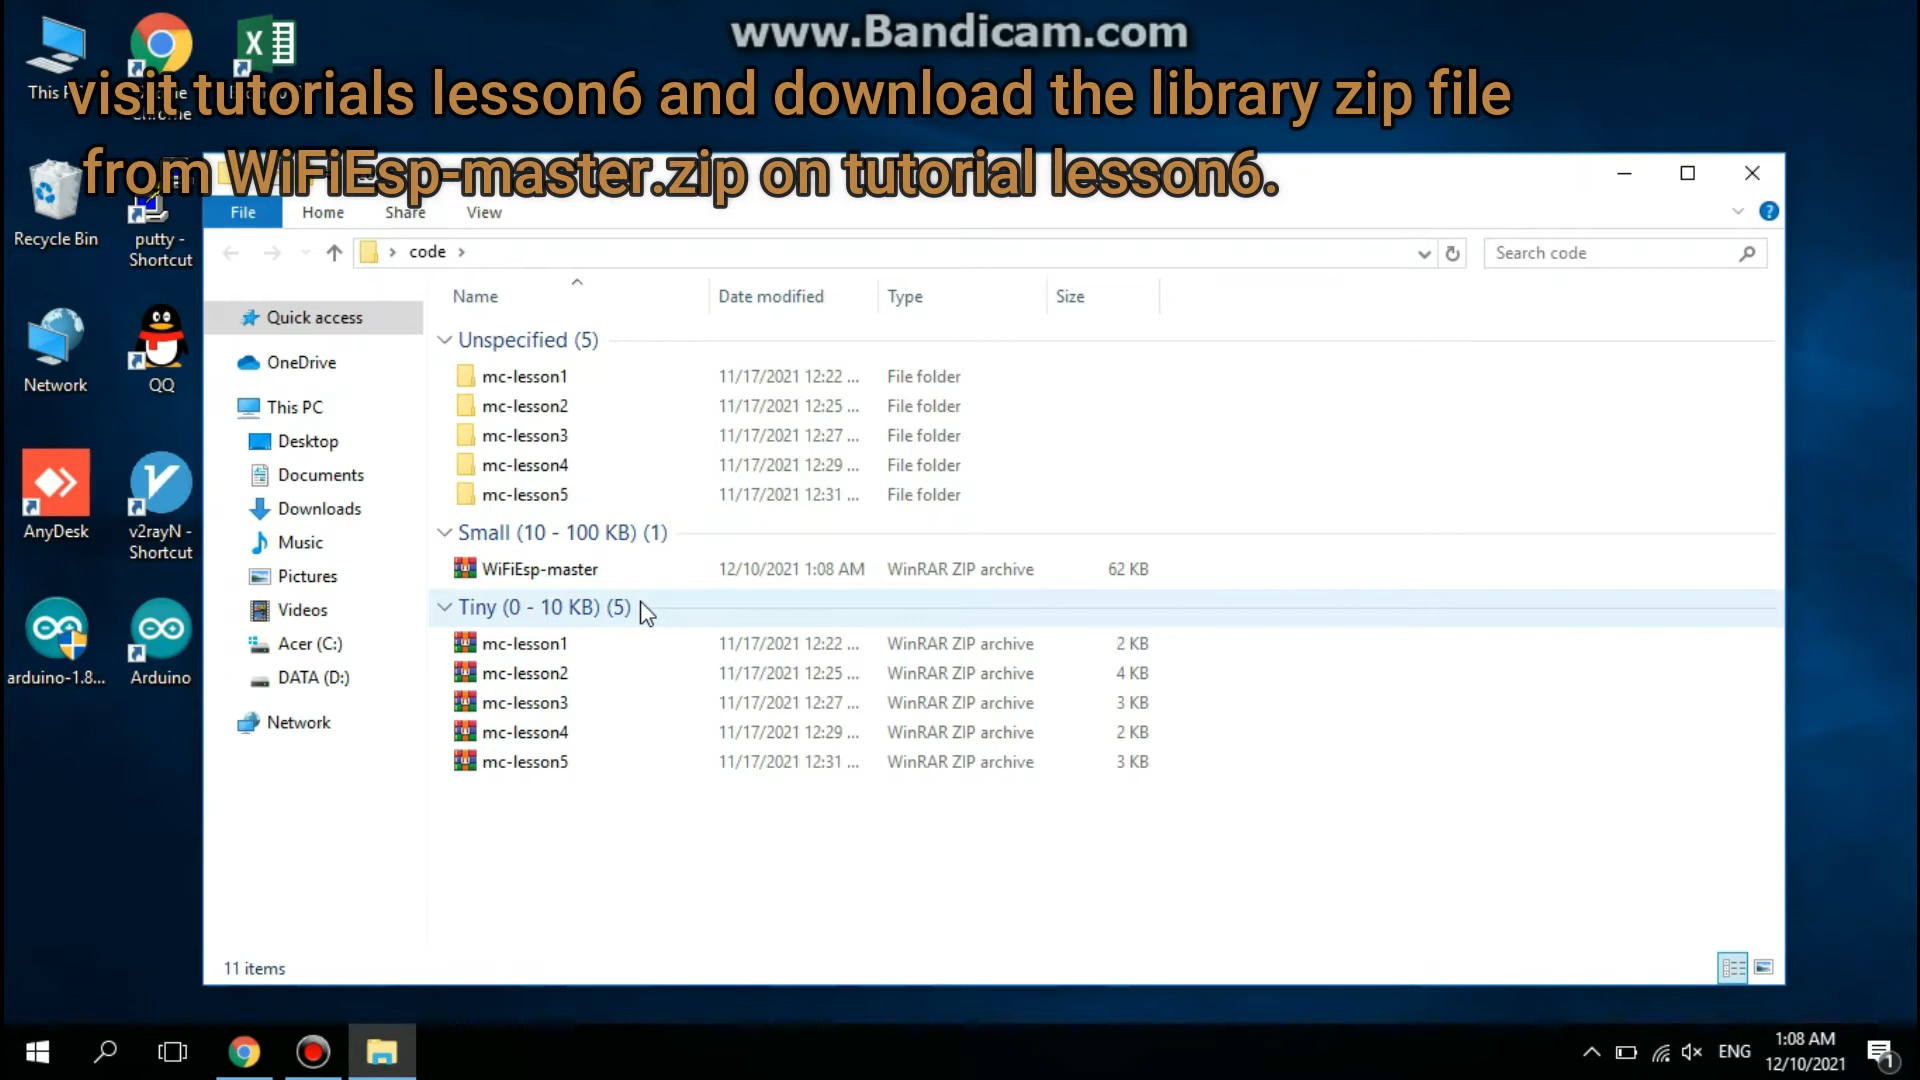 www.Bandicam.com
visit tutorials lesson6 and download the library zip file
from WiFiEsp-master.zip on tutorial lesson6.
This
Recycle Bin
putty -
Shortcut
Network
QQ
AnyDesk
v2rayN -
Shortcut
arduino-1.8...
Arduino
File
Home
Share
View
code
Search code
Name
Date modified
Type
Size
Quick access
OneDrive
This PC
Desktop
Documents
Downloads
Music
Pictures
Videos
Acer (C:)
DATA (D:)
Network
Unspecified (5)
mc-lesson1 11/17/2021 12:22 ... File folder
mc-lesson2 11/17/2021 12:25 ... File folder
mc-lesson3 11/17/2021 12:27 ... File folder
mc-lesson4 11/17/2021 12:29 ... File folder
mc-lesson5 11/17/2021 12:31 ... File folder
Small (10 - 100 KB) (1)
WiFiEsp-master 12/10/2021 1:08 AM WinRAR ZIP archive 62 KB
Tiny (0 - 10 KB) (5)
mc-lesson1 11/17/2021 12:22 ... WinRAR ZIP archive 2 KB
mc-lesson2 11/17/2021 12:25 ... WinRAR ZIP archive 4 KB
mc-lesson3 11/17/2021 12:27 ... WinRAR ZIP archive 3 KB
mc-lesson4 11/17/2021 12:29 ... WinRAR ZIP archive 2 KB
mc-lesson5 11/17/2021 12:31 ... WinRAR ZIP archive 3 KB
11 items
ENG
1:08 AM
12/10/2021
1